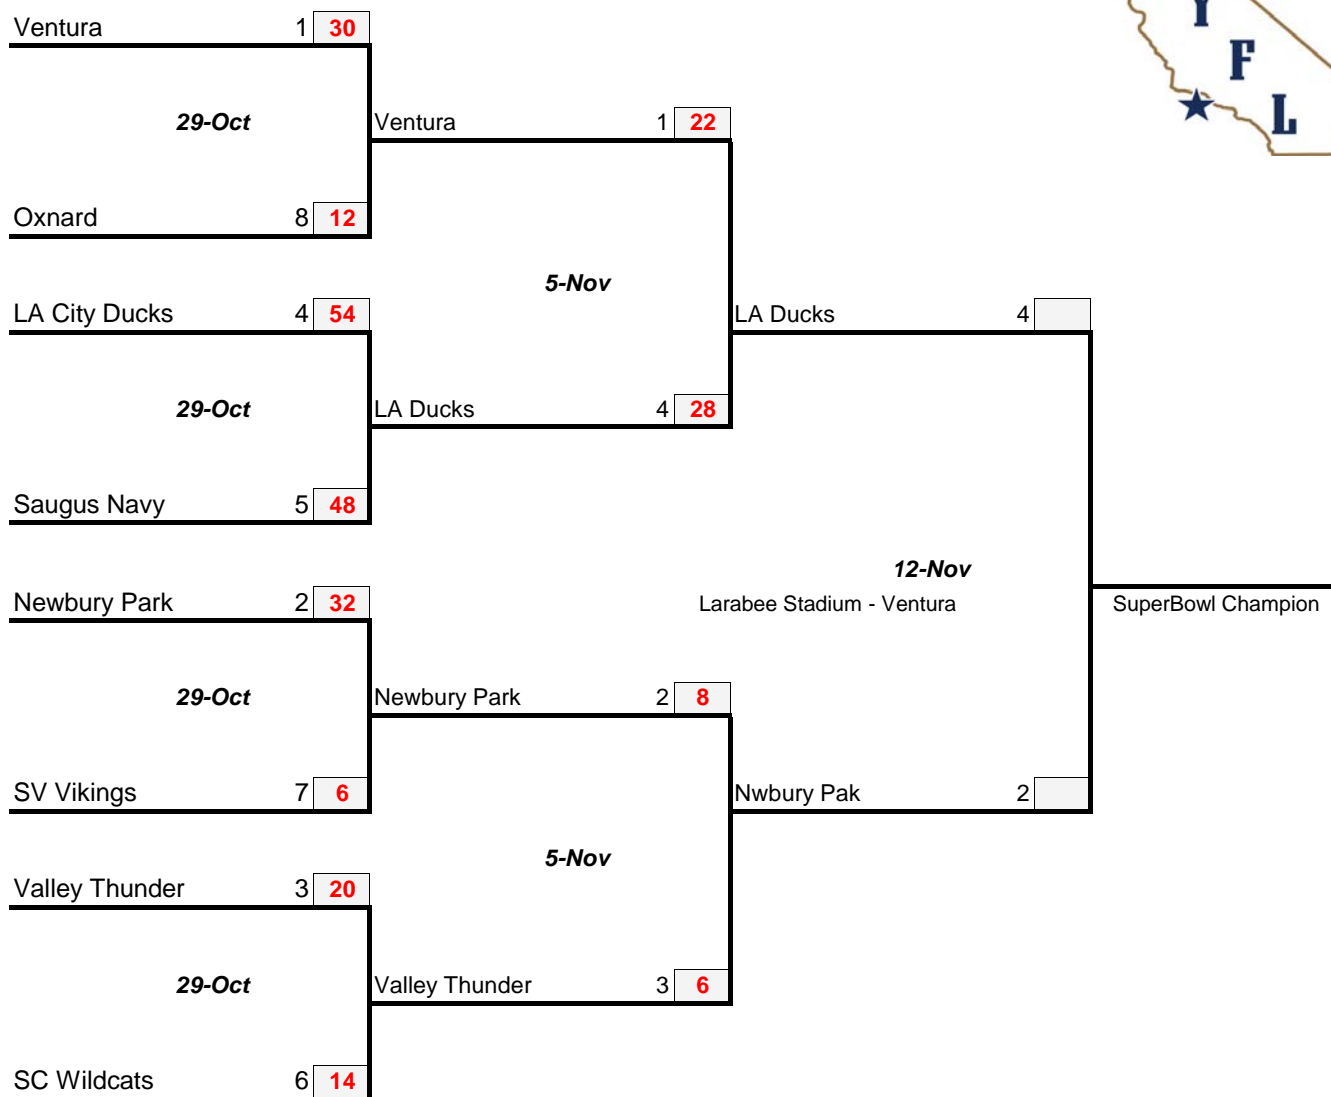 Y
F
L
Ventura 1 30
29-Oct
Ventura 1 22
Oxnard 8 12
5-Nov
LA City Ducks 4 54
LA Ducks 4
29-Oct
LA Ducks 4 28
Saugus Navy 5 48
12-Nov
Newbury Park 2 32
Larabee Stadium - Ventura
SuperBowl Champion
29-Oct
Newbury Park 2 8
SV Vikings 7 6
Nwbury Pak 2
5-Nov
Valley Thunder 3 20
29-Oct
Valley Thunder 3 6
SC Wildcats 6 14